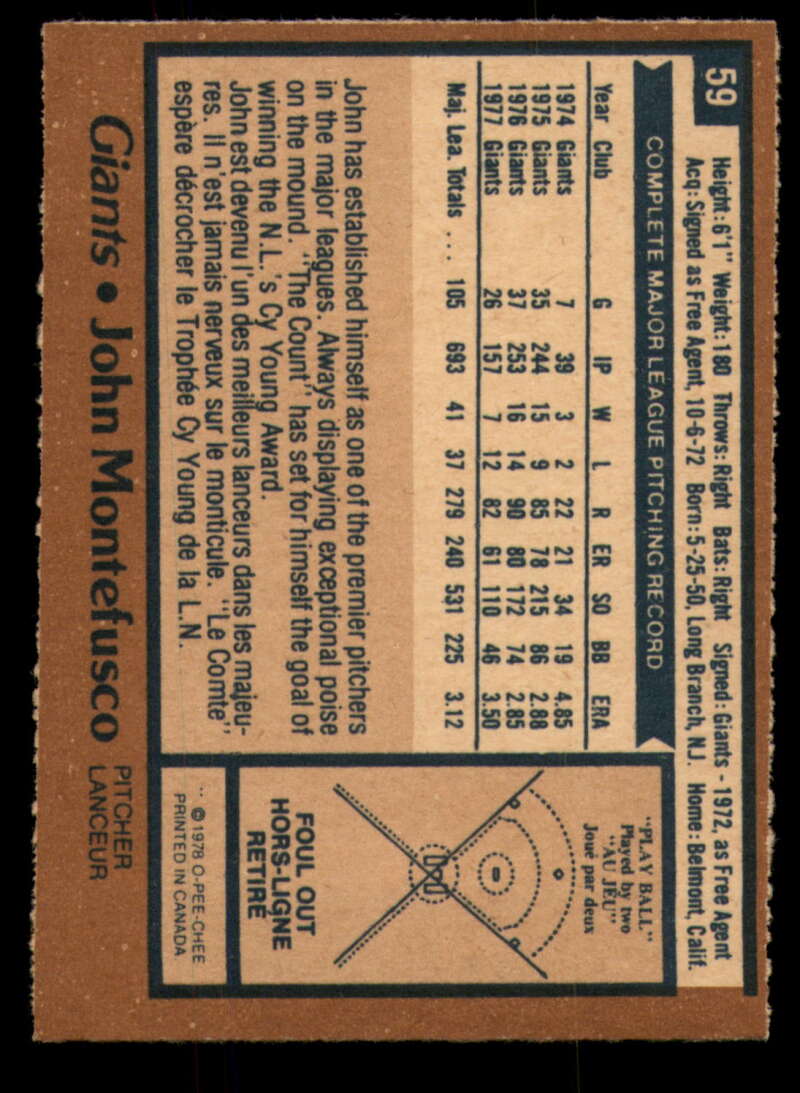 59
Height: 6'1" Weight: 180 Throws: Right Bats: Right Signed: Giants - 1972, as Free Agent
Acq: Signed as Free Agent, 10-6-72 Born: 5-25-50, Long Branch, N.J. Home: Belmont, Calif.
COMPLETE MAJOR LEAGUE PITCHING RECORD
Year Club G IP W L R ER SO BB ERA
1974 Giants 7 39 3 2 22 21 34 19 4.85
1975 Giants 35 244 15 9 85 78 215 86 2.88
1976 Giants 37 253 16 14 90 80 172 74 2.85
1977 Giants 26 157 7 12 82 61 110 46 3.50
Maj. Lea. Totals ... 105 693 41 37 279 240 531 225 3.12
John has established himself as one of the premier pitchers
in the major leagues. Always displaying exceptional poise
on the mound. "The Count" has set for himself the goal of
winning the N.L.'s Cy Young Award.
John est devenu l'un des meilleurs lanceurs dans les majeu-
res. Il n'est jamais nerveux sur le monticule. "Le Comte"
espère décrocher le Trophée Cy Young de la L.N.
"PLAY BALL"
Played by two
"AU JEU"
Joué par deux
FOUL OUT
HORS-LIGNE
RETIRÉ
** © 1978 O-PEE-CHEE
PRINTED IN CANADA
Giants • John Montefusco
PITCHER
LANCEUR